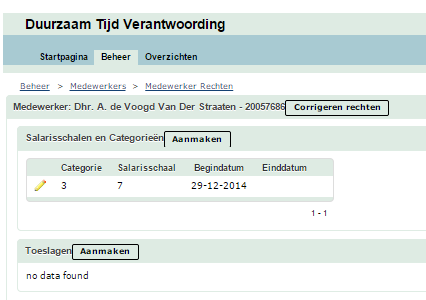 Duurzaam Tijd Verantwoording
Startpagina Beheer Overzichten
Beheer > Medewerkers > Medewerker Rechten
Medewerker: Dhr. A. de Voogd Van Der Straaten - 20057686 Corrigeren rechten
Salarisschalen en Categorieën Aanmaken
Categorie Salarisschaal Begindatum Einddatum
3 7 29-12-2014
1 - 1
Toeslagen Aanmaken
no data found